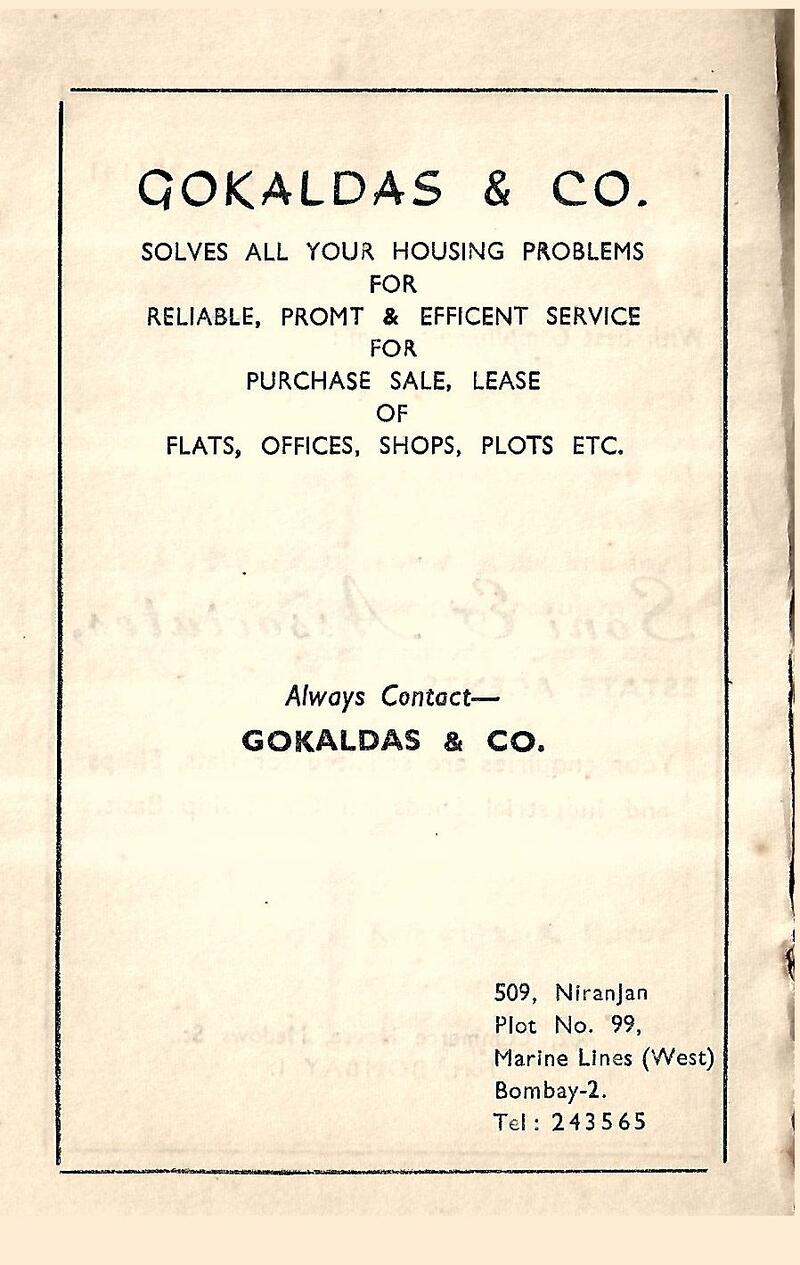 GOKALDAS & CO.
SOLVES ALL YOUR HOUSING PROBLEMS
FOR
RELIABLE, PROMT & EFFICENT SERVICE
FOR
PURCHASE SALE, LEASE
OF
FLATS, OFFICES, SHOPS, PLOTS ETC.
Always Contact—
GOKALDAS & CO.
509, NiranJan
Plot No. 99,
Marine Lines (West)
Bombay-2.
Tel : 243565